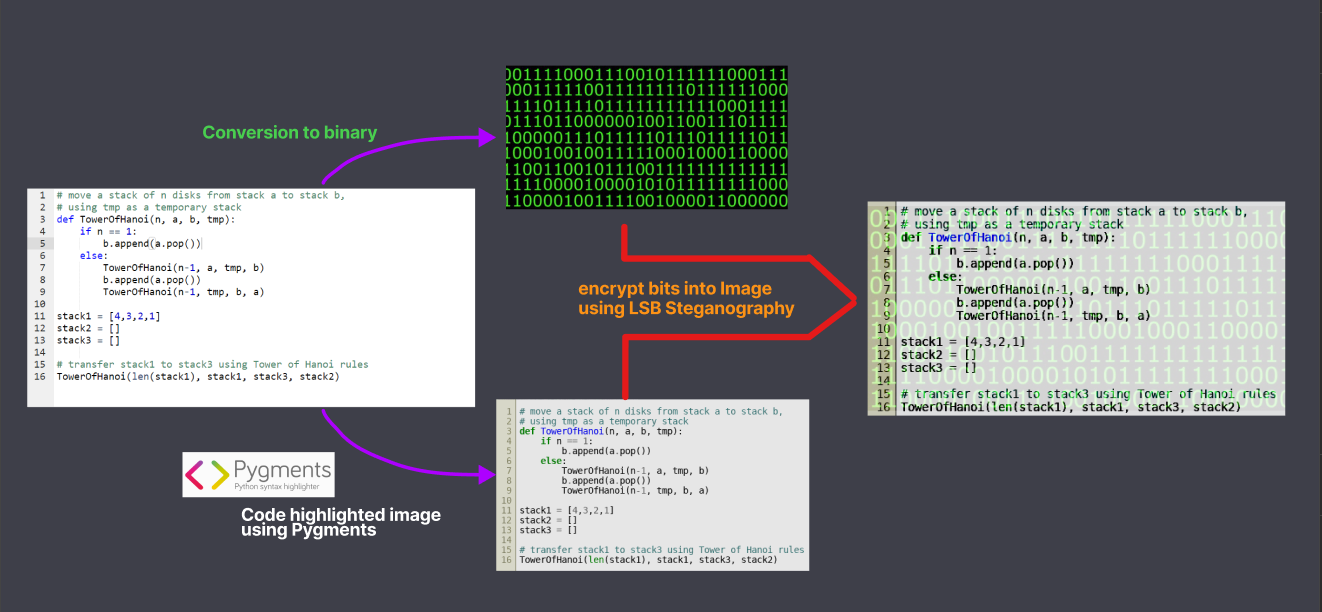 Conversion to binary
1 # move a stack of n disks from stack a to stack b,
2 # using tmp as a temporary stack
3 def TowerOfHanoi(n, a, b, tmp):
4 if n == 1:
5 b.append(a.pop())
6 else:
7 TowerOfHanoi(n-1, a, tmp, b)
8 b.append(a.pop())
9 TowerOfHanoi(n-1, tmp, b, a)
10
11 stack1 = [4,3,2,1]
12 stack2 = []
13 stack3 = []
14
15 # transfer stack1 to stack3 using Tower of Hanoi rules
16 TowerOfHanoi(len(stack1), stack1, stack3, stack2)
Pygments
Python syntax highlighter
Code highlighted image
using Pygments
encrypt bits into Image
using LSB Steganography
1 # move a stack of n disks from stack a to stack b,
2 # using tmp as a temporary stack
3 def TowerOfHanoi(n, a, b, tmp):
4 if n == 1:
5 b.append(a.pop())
6 else:
7 TowerOfHanoi(n-1, a, tmp, b)
8 b.append(a.pop())
9 TowerOfHanoi(n-1, tmp, b, a)
10
11 stack1 = [4,3,2,1]
12 stack2 = []
13 stack3 = []
14
15 # transfer stack1 to stack3 using Tower of Hanoi rules
16 TowerOfHanoi(len(stack1), stack1, stack3, stack2)
1 # move a stack of n disks from stack a to stack b,
2 # using tmp as a temporary stack
3 def TowerOfHanoi(n, a, b, tmp):
4 if n == 1:
5 b.append(a.pop())
6 else:
7 TowerOfHanoi(n-1, a, tmp, b)
8 b.append(a.pop())
9 TowerOfHanoi(n-1, tmp, b, a)
10
11 stack1 = [4,3,2,1]
12 stack2 = []
13 stack3 = []
14
15 # transfer stack1 to stack3 using Tower of Hanoi rules
16 TowerOfHanoi(len(stack1), stack1, stack3, stack2)